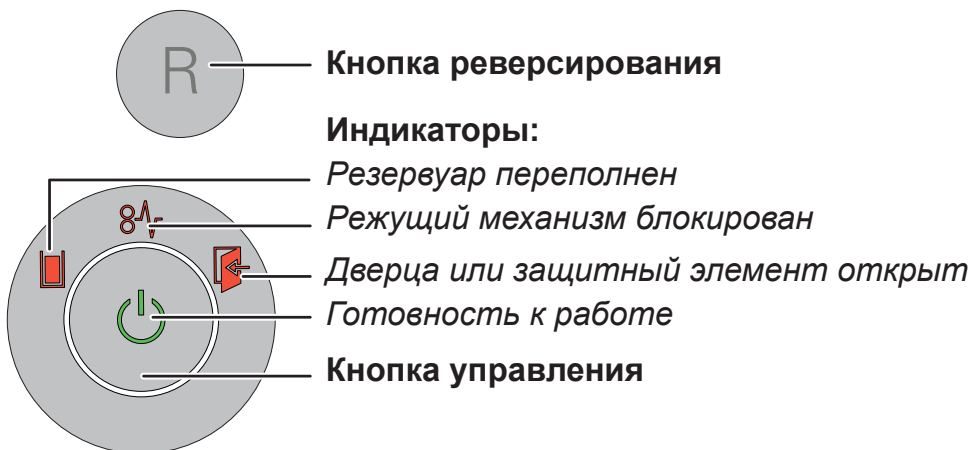 R
Кнопка реверсирования
Индикаторы:
Резервуар переполнен
Режущий механизм блокирован
Дверца или защитный элемент открыт
Готовность к работе
Кнопка управления